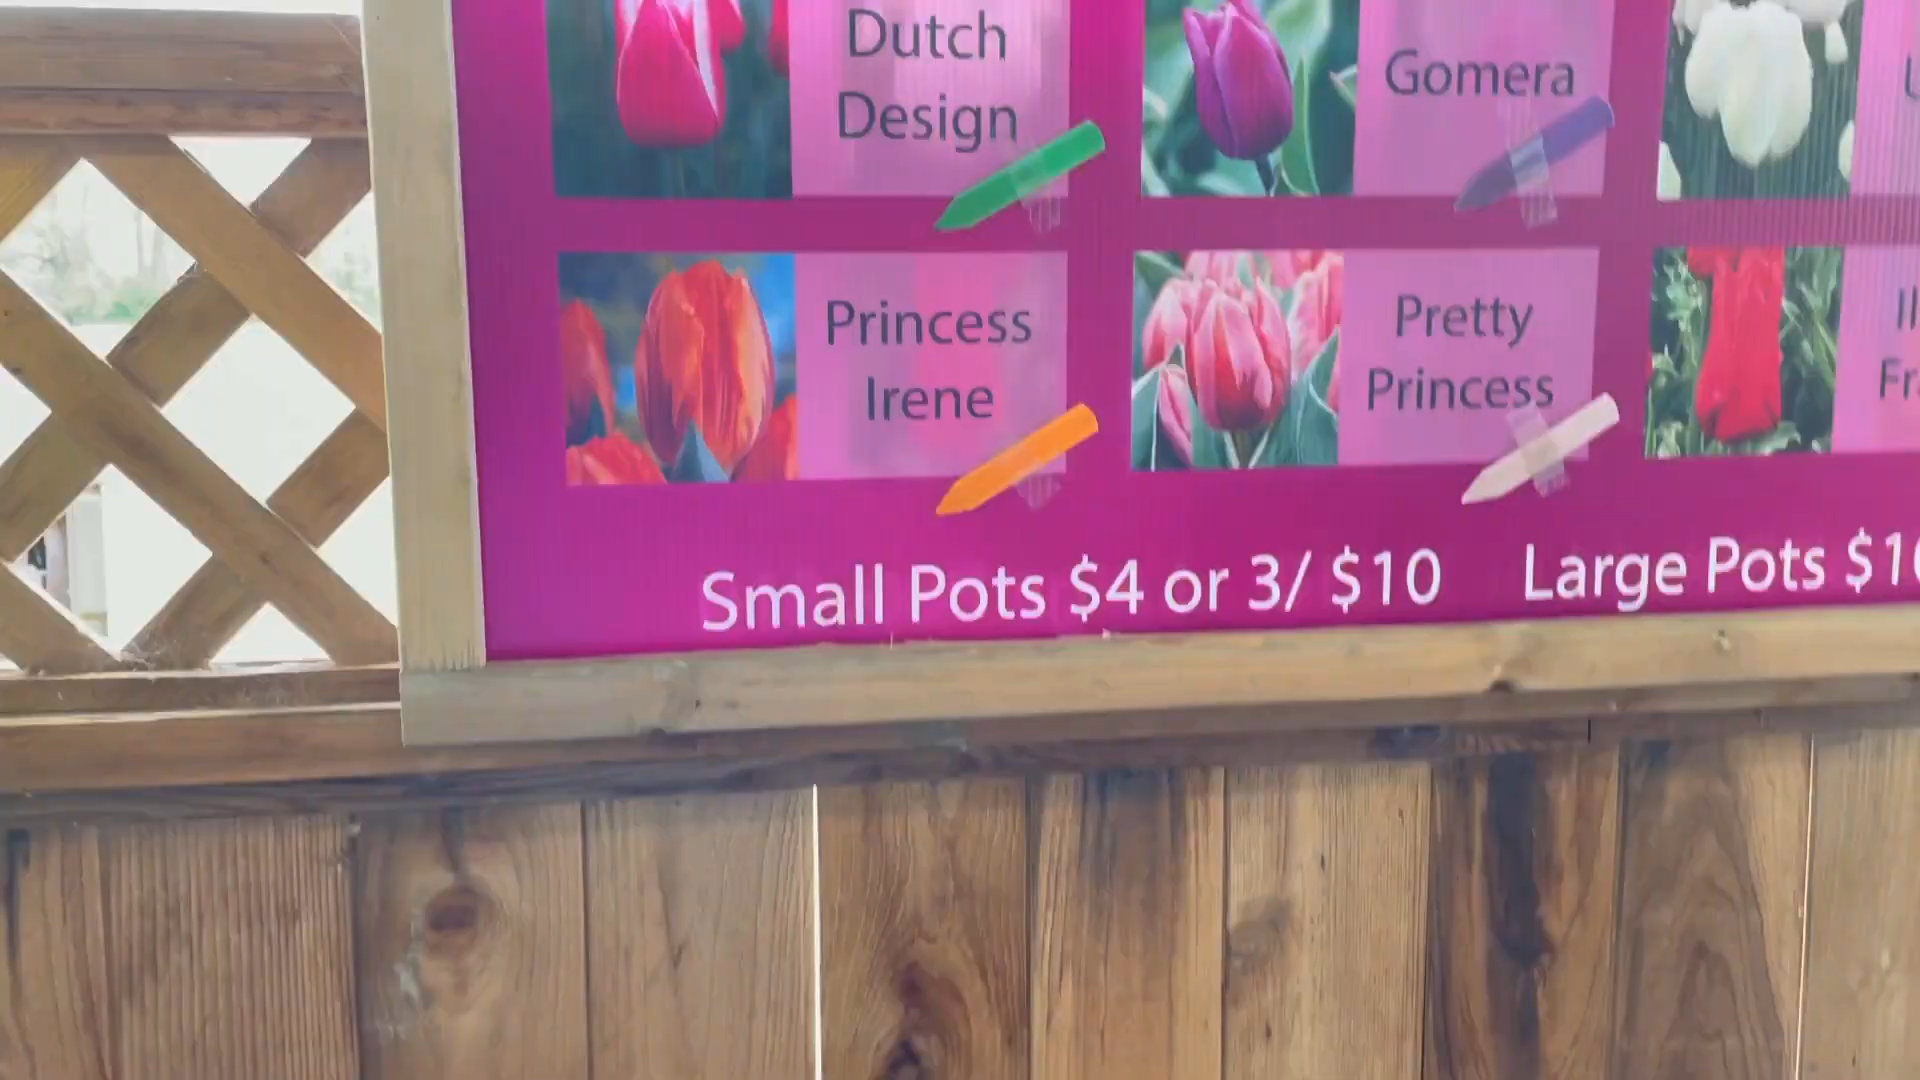 Dutch
Design
Gomera
Princess
Irene
Pretty
Princess
Small Pots $4 or 3/ $10
Large Pots